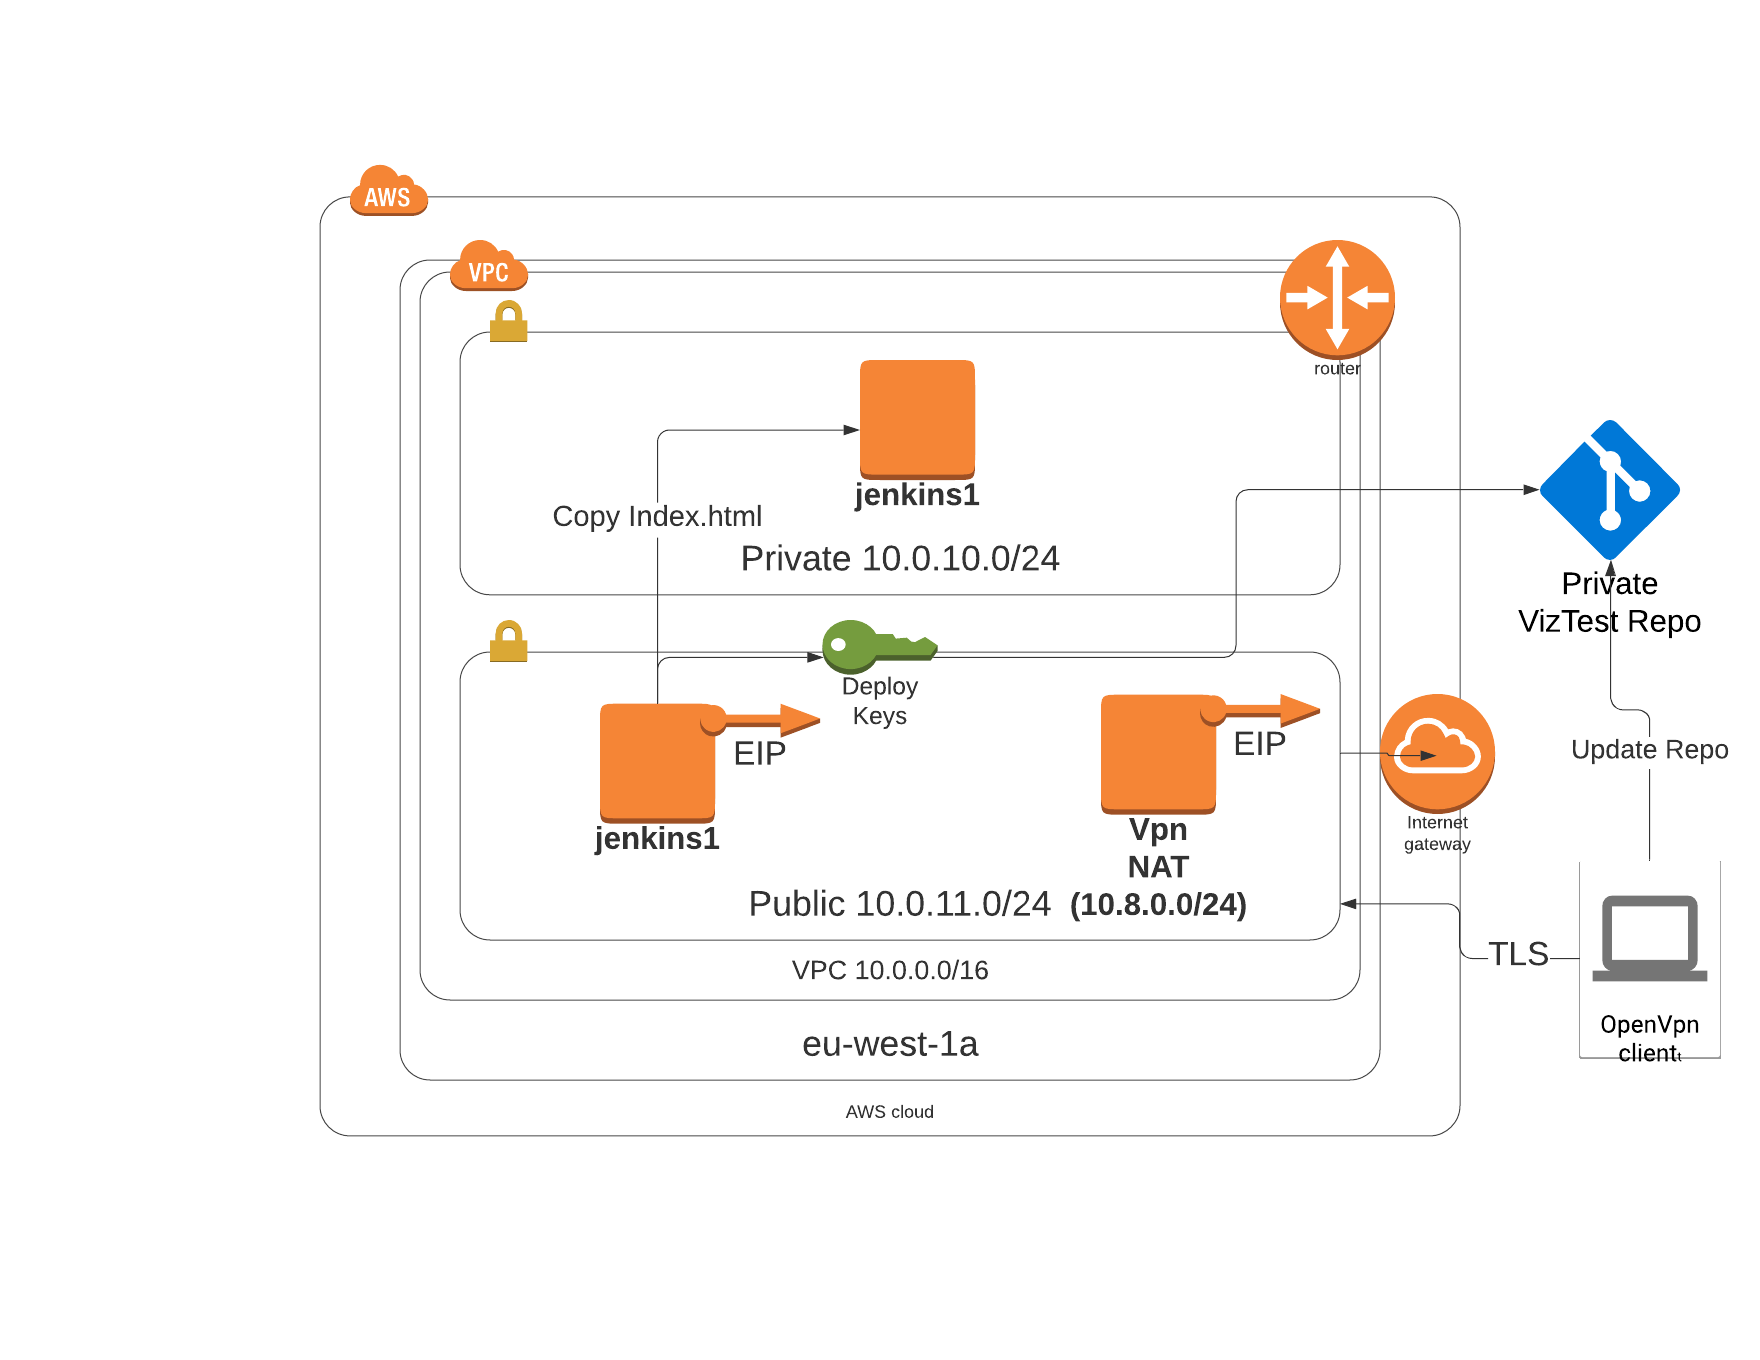 AWS
VPC
router
jenkins1
Copy Index.html
Private 10.0.10.0/24
Private
VizTest Repo
Deploy
Keys
EIP
EIP
Update Repo
jenkins1
Vpn
NAT
(10.8.0.0/24)
Internet
gateway
Public 10.0.11.0/24
TLS
VPC 10.0.0.0/16
OpenVpn
clientt
eu-west-1a
AWS cloud